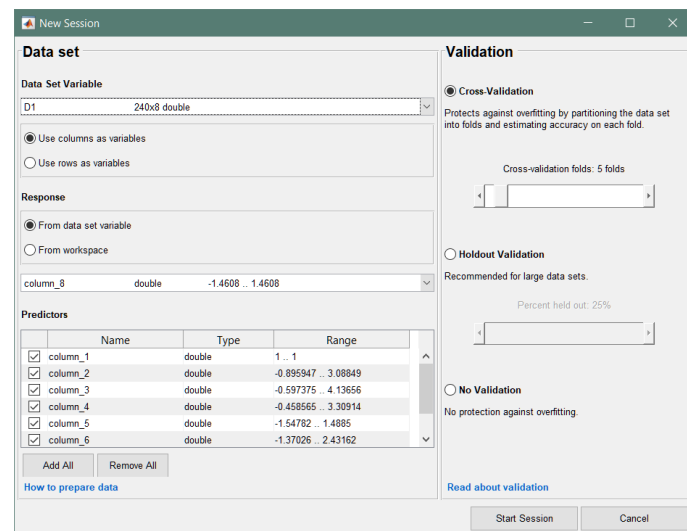 New Session
Data set
Data Set Variable
D1 240x8 double
Use columns as variables
Use rows as variables
Response
From data set variable
From workspace
column_8 double -1.4608 .. 1.4608
Predictors
Name Type Range
column_1 double 1 .. 1
column_2 double -0.895947 .. 3.08849
column_3 double -0.597375 .. 4.13656
column_4 double -0.458565 .. 3.30914
column_5 double -1.54782 .. 1.4885
column_6 double -1.37026 .. 2.43162
Add All Remove All
How to prepare data
Validation
Cross-Validation
Protects against overfitting by partitioning the data set
into folds and estimating accuracy on each fold.
Cross-validation folds: 5 folds
Holdout Validation
Recommended for large data sets.
Percent held out: 25%
No Validation
No protection against overfitting.
Read about validation
Start Session Cancel